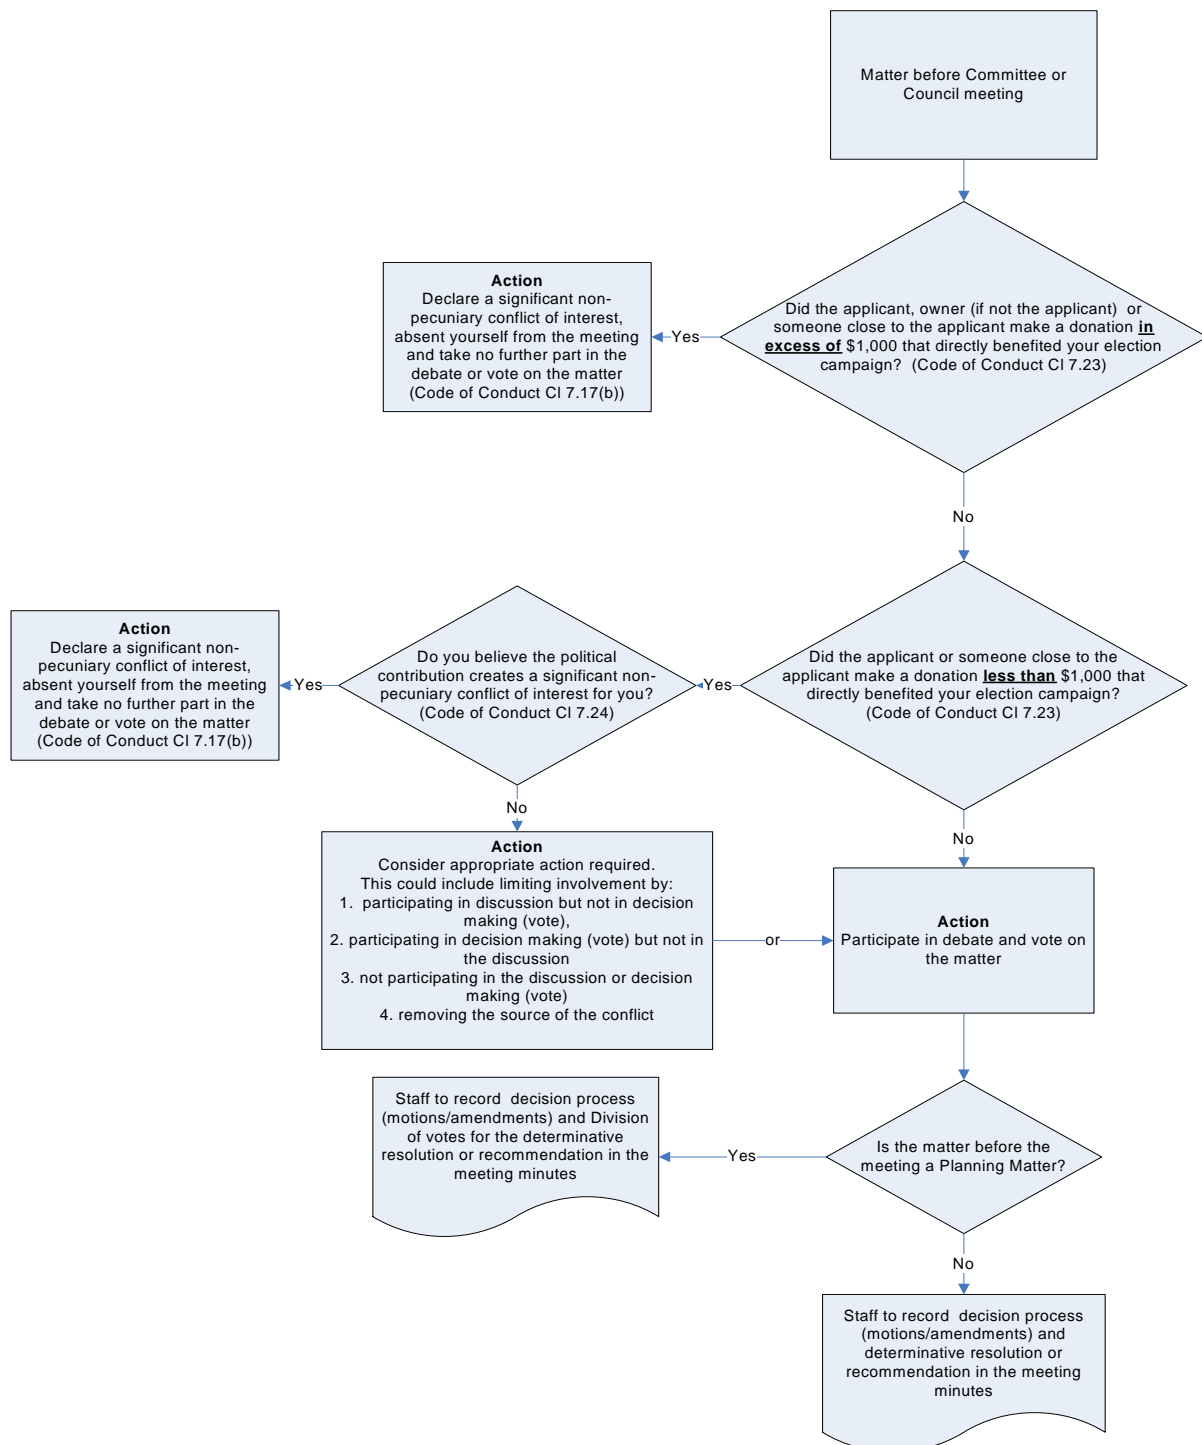 Matter before Committee or
Council meeting
Did the applicant, owner (if not the applicant)  or
someone close to the applicant make a donation in
excess of $1,000 that directly benefited your election
campaign?  (Code of Conduct Cl 7.23)
Yes
Action
Declare a significant non-
pecuniary conflict of interest,
absent yourself from the meeting
and take no further part in the
debate or vote on the matter
(Code of Conduct Cl 7.17(b))
No
Did the applicant or someone close to the
applicant make a donation less than $1,000 that
directly benefited your election campaign?
(Code of Conduct Cl 7.23)
Yes
Do you believe the political
contribution creates a significant non-
pecuniary conflict of interest for you?
(Code of Conduct Cl 7.24)
Yes
Action
Declare a significant non-
pecuniary conflict of interest,
absent yourself from the meeting
and take no further part in the
debate or vote on the matter
(Code of Conduct Cl 7.17(b))
No
Action
Consider appropriate action required.
This could include limiting involvement by:
1.  participating in discussion but not in decision
making (vote),
2. participating in decision making (vote) but not in
the discussion
3. not participating in the discussion or decision
making (vote)
4. removing the source of the conflict
or
No
Action
Participate in debate and vote on
the matter
Is the matter before the
meeting a Planning Matter?
Yes
Staff to record  decision process
(motions/amendments) and Division
of votes for the determinative
resolution or recommendation in the
meeting minutes
No
Staff to record  decision process
(motions/amendments) and
determinative resolution or
recommendation in the meeting
minutes